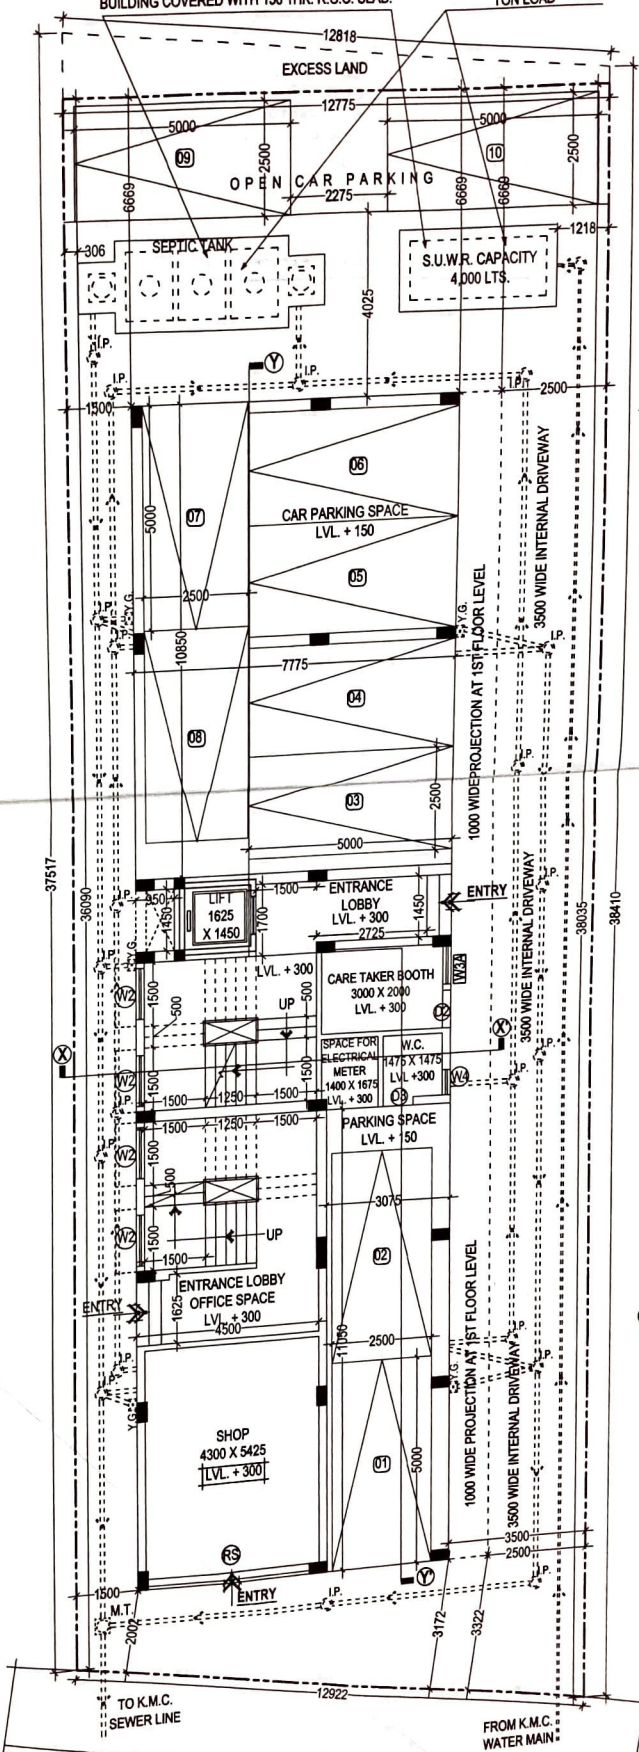 BUILDING COVERED WITH 150 THK. R.C.C. SLAB.
TON LOAD
12818
EXCESS LAND
12775
5000
5000
09
2500
10
2500
OPEN CAR PARKING
2275
6669
6669
6669
306
SEPTIC TANK
1218
S.U.W.R. CAPACITY
4,000 LTS.
4025
I.P.
I.P.
I.P.
I.P.
Y
1500
2500
06
07
5000
CAR PARKING SPACE
LVL. + 150
05
2500
3500 WIDE INTERNAL DRIVEWAY
I.P.
Y.G.
I.P.
Y.G.
I.P.
10850
7775
04
08
1000 WIDEPROJECTION AT 1ST FLOOR LEVEL
I.P.
03
2500
5000
37517
36090
38035
38410
LIFT
1625
X 1450
950
1450
1700
1500
ENTRANCE
LOBBY
LVL. + 300
1450
ENTRY
2725
I.P.
I.P.
Y.G.
I.P.
LVL. + 300
CARE TAKER BOOTH
3000 X 2000
LVL. + 300
W3A
3500 WIDE INTERNAL DRIVEWAY
W2
1500
500
UP
500
D2
X
SPACE FOR
ELECTRICAL
METER
1400 X 1675
LVL. + 300
W.C.
1475 X 1475
LVL +300
X'
I.P.
W2
1500
1500
1250
1500
1500
D3
W4
I.P.
I.P.
1500
1250
1500
PARKING SPACE
LVL. + 150
W2
1500
500
I.P.
3075
W2
1500
1500
UP
02
ENTRANCE LOBBY
OFFICE SPACE
LVL. + 300
ENTRY
1625
4500
11050
2500
1000 WIDE PROJECTION AT 1ST FLOOR LEVEL
I.P.
I.P.
I.P.
Y.G.
Y.G.
I.P.
SHOP
4300 X 5425
LVL. + 300
01
5000
3500 WIDE INTERNAL DRIVEWAY
3500
2500
RS
1500
ENTRY
I.P.
Y'
I.P.
M.T.
2002
3172
3322
12922
TO K.M.C.
SEWER LINE
FROM K.M.C.
WATER MAIN